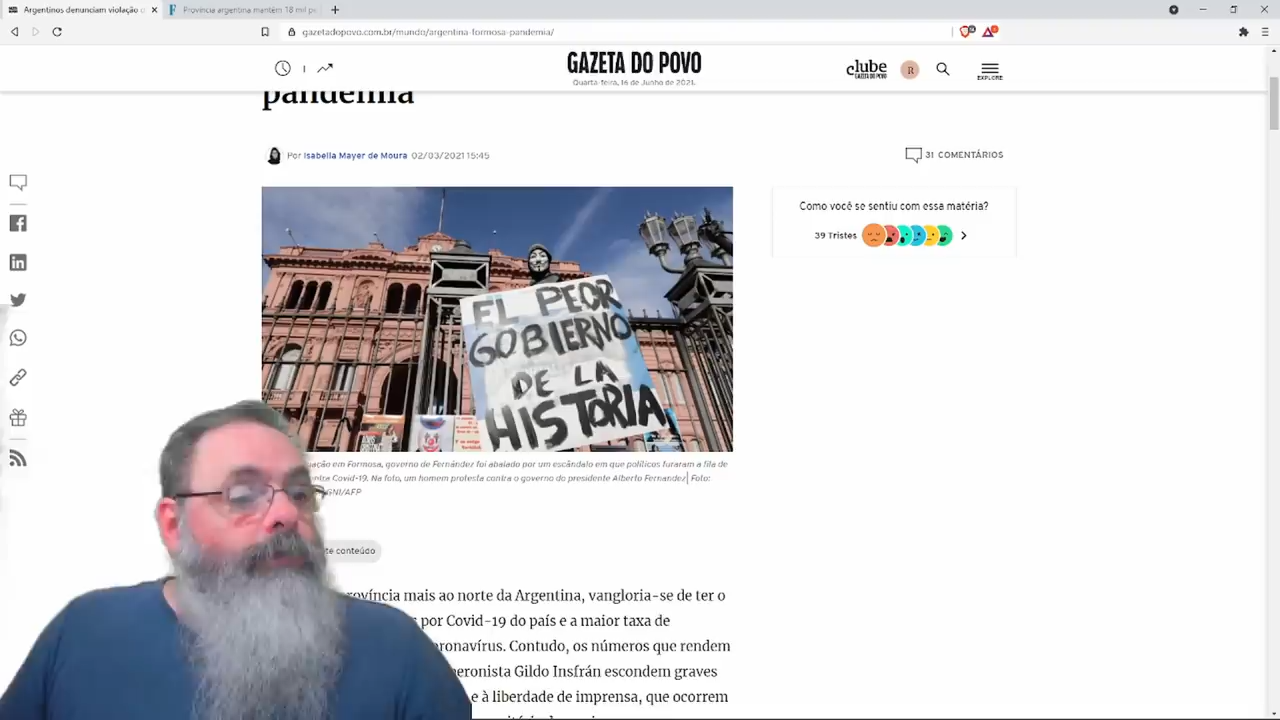 Argentinos denunciam violação
Província argentina mantém 18 mil pe
gazetadopovo.com.br/mundo/argentina-formosa-pandemia/
GAZETA DO POVO
Quarta-feira, 16 de Junho de 2021.
clube
GAZETA DO POVO
R
EXPLORE
pandemia
Por Isabella Mayer de Moura 02/03/2021 15:45
31 COMENTÁRIOS
Como você se sentiu com essa matéria?
39 Tristes
EL PEOR
GOBIERNO
DE LA
HISTORIA
em Formosa, governo de Fernández foi abalado por um escândalo em que políticos furaram a fila de
Covid-19. Na foto, um homem protesta contra o governo do presidente Alberto Fernandez| Foto:
GNI/AFP
conteúdo
província mais ao norte da Argentina, vangloria-se de ter o
por Covid-19 do país e a maior taxa de
Contudo, os números que rendem
peronista Gildo Insfrán escondem graves
e à liberdade de imprensa, que ocorrem